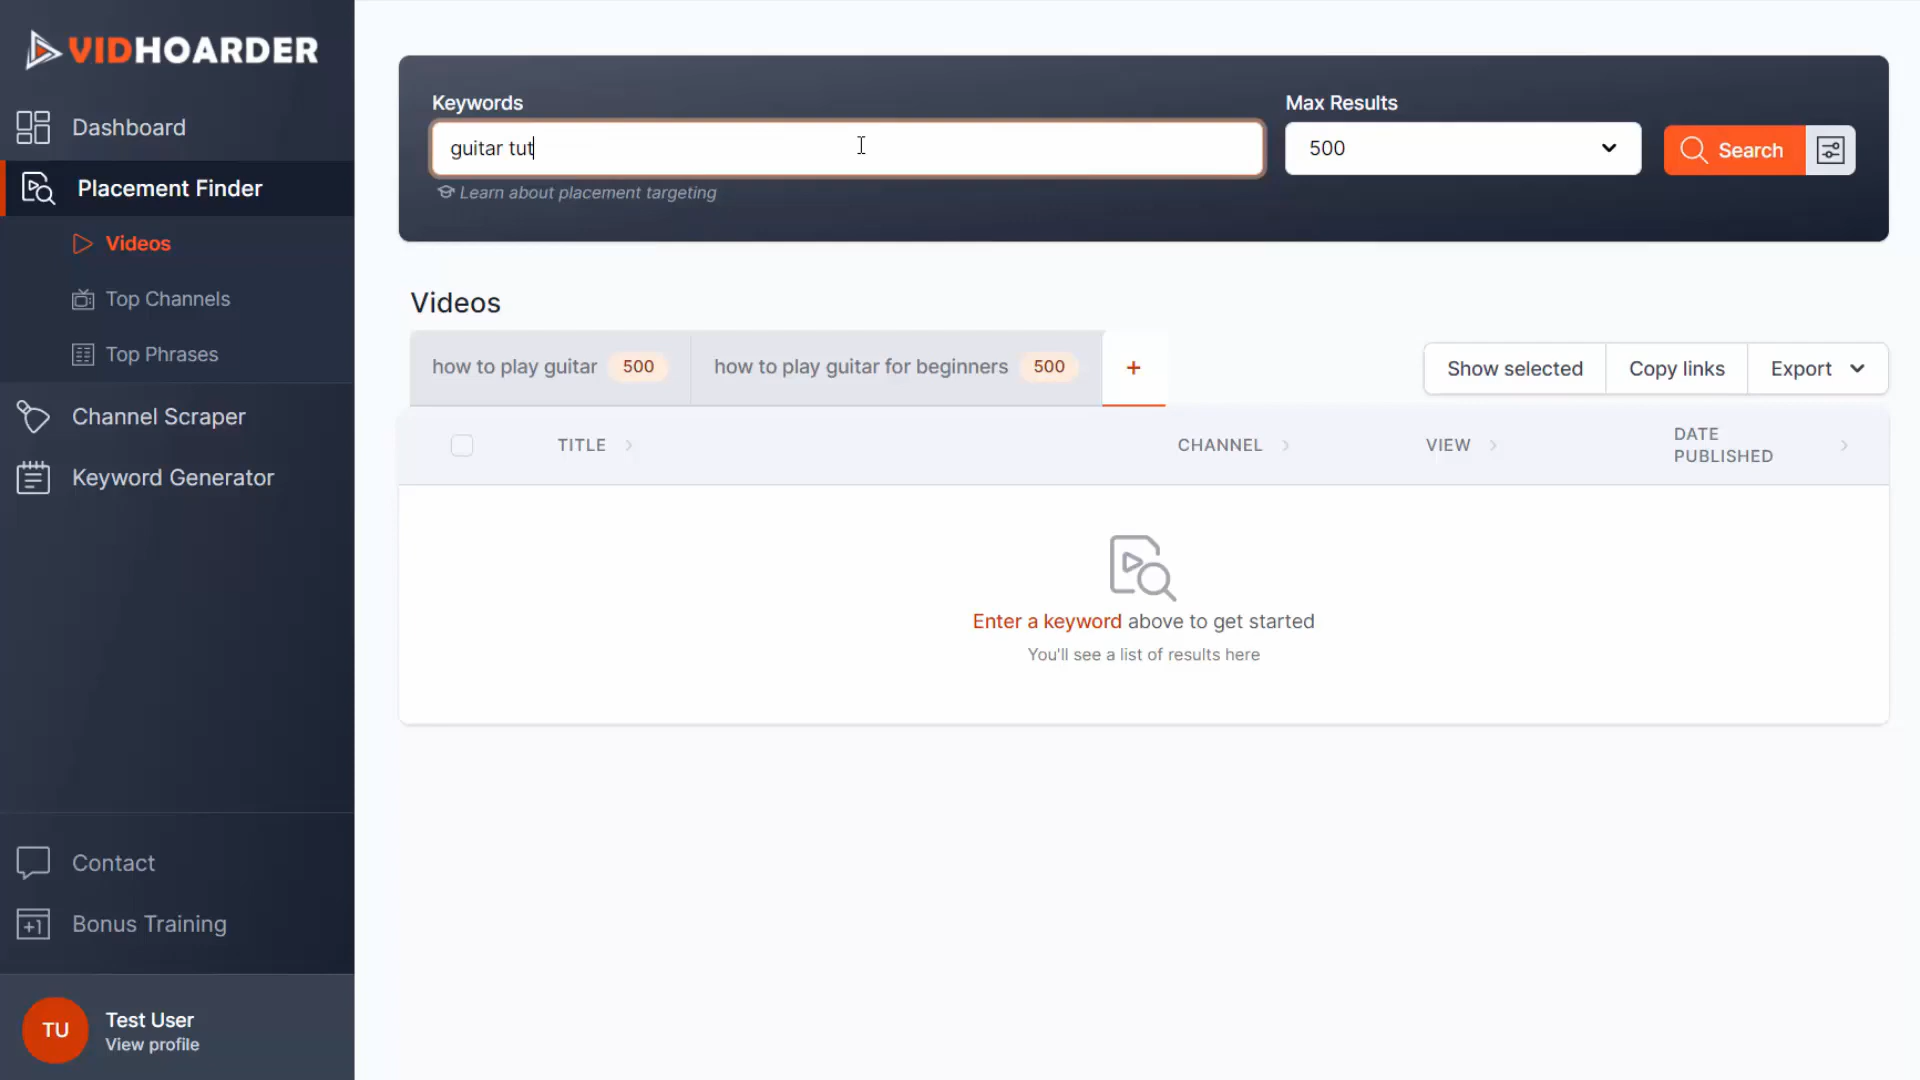 VIDHOARDER
Dashboard
Placement Finder
Videos
Top Channels
Top Phrases
Channel Scraper
Keyword Generator
Contact
+1 Bonus Training
TU
Test User
View profile
Keywords
guitar tut
Learn about placement targeting
Max Results
500
Search
Videos
how to play guitar 500
how to play guitar for beginners 500
+
Show selected
Copy links
Export
TITLE
CHANNEL
VIEW
DATE
PUBLISHED
Enter a keyword above to get started
You'll see a list of results here